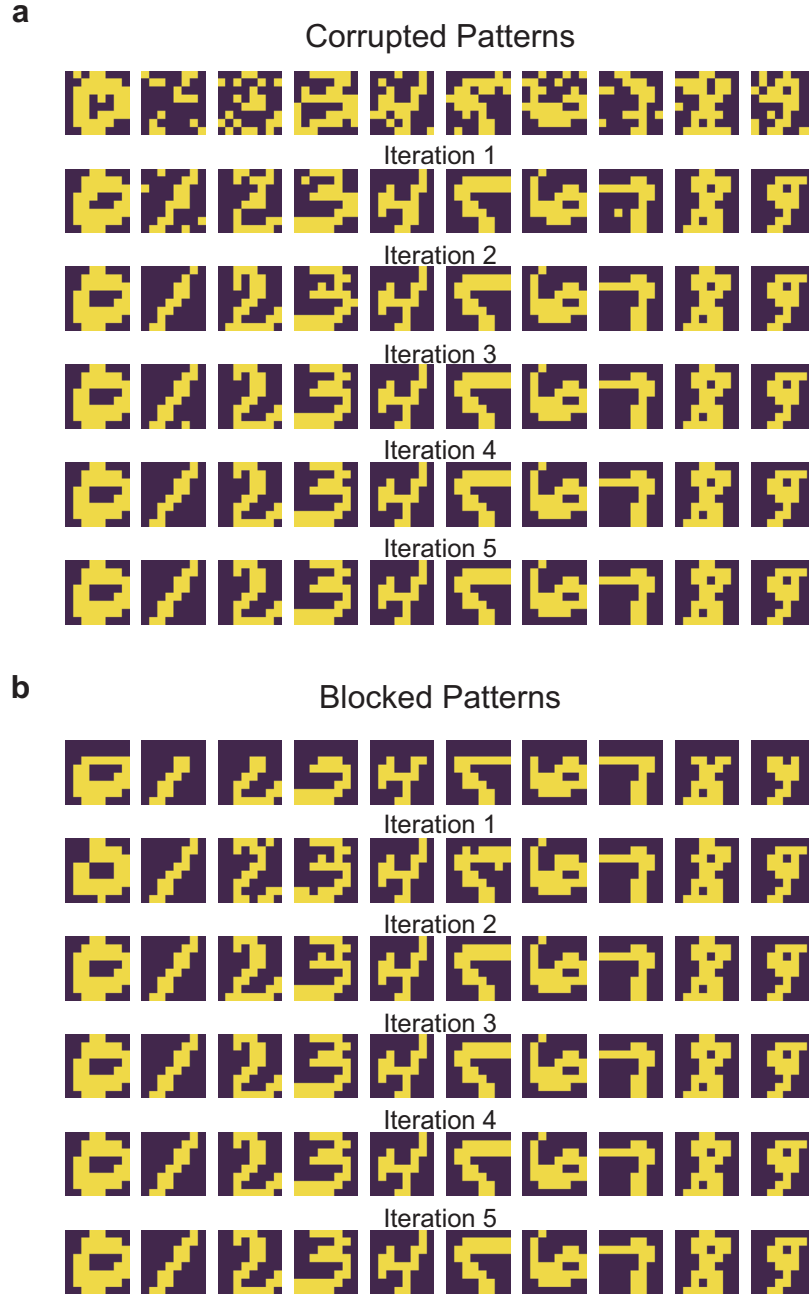 a
Corrupted Patterns
Iteration 1
Iteration 2
Iteration 3
Iteration 4
Iteration 5
b
Blocked Patterns
Iteration 1
Iteration 2
Iteration 3
Iteration 4
Iteration 5